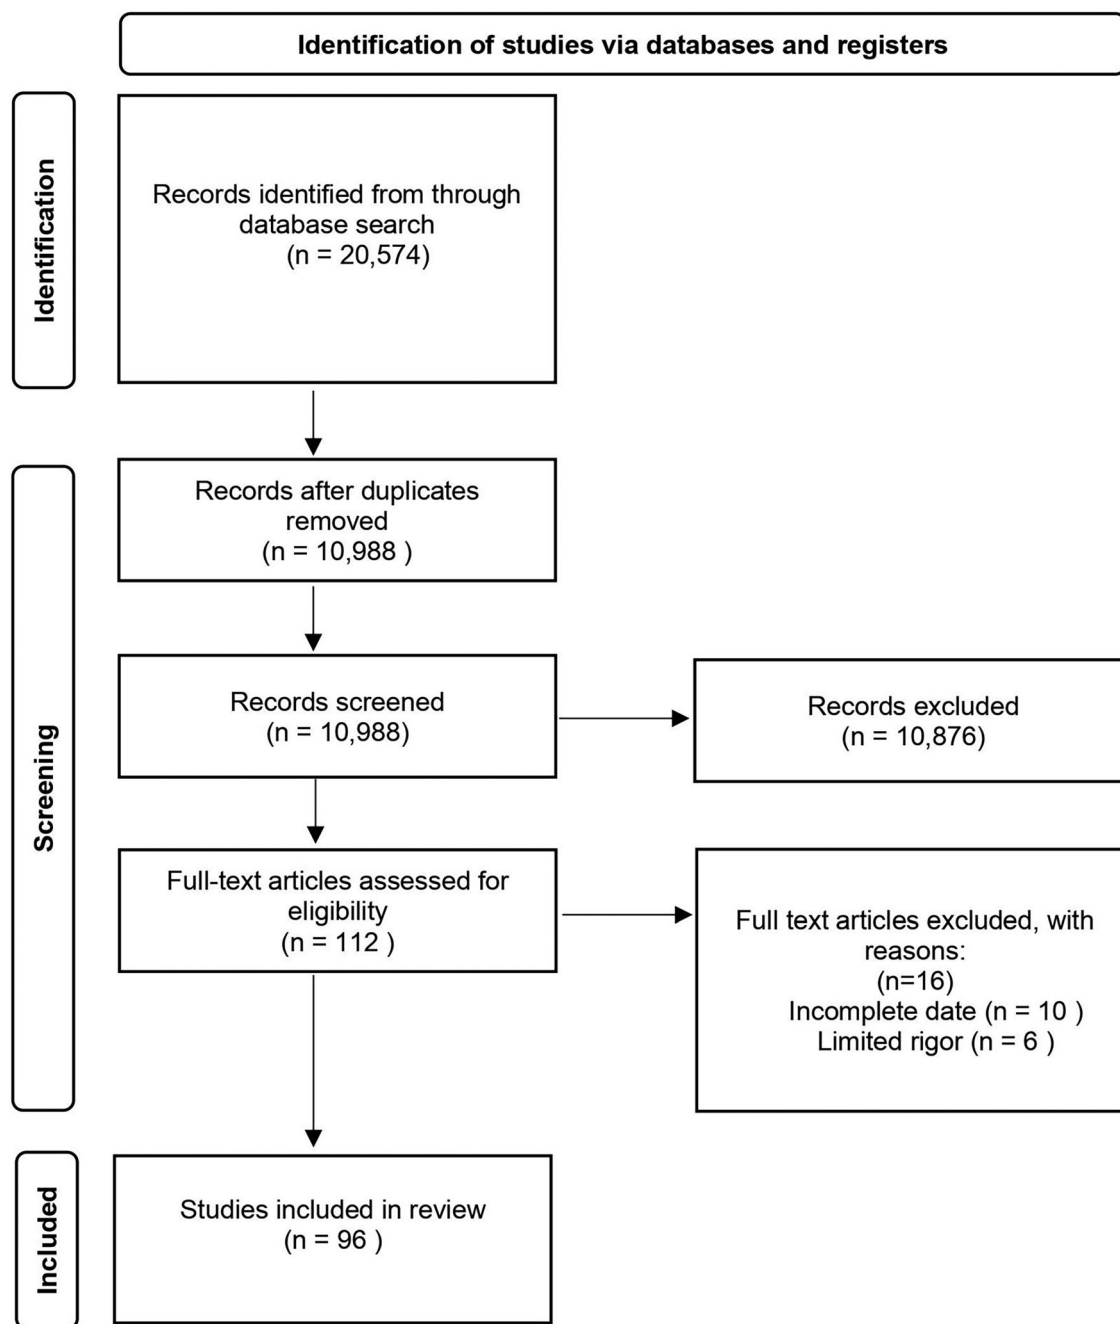 Identification of studies via databases and registers
Identification
Records identified from through
database search
(n = 20,574)
Screening
Records after duplicates
removed
(n = 10,988 )
Records screened
(n = 10,988)
Records excluded
(n = 10,876)
Full-text articles assessed for
eligibility
(n = 112 )
Full text articles excluded, with
reasons:
(n=16)
Incomplete date (n = 10 )
Limited rigor (n = 6 )
Included
Studies included in review
(n = 96 )